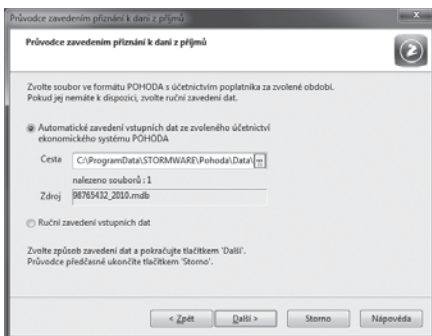 Průvodce zavedením přiznání k dani z příjmů
Průvodce zavedením přiznání k dani z příjmů
2
Zvolte soubor ve formátu POHODA s účetnictvím poplatníka za zvolené období.
Pokud jej nemáte k dispozici, zvolte ruční zavedení dat.
Automatické zavedení vstupních dat ze zvoleného účetnictví
ekonomického systému POHODA
Cesta C:\ProgramData\STORMWARE\Pohoda\Data\ ...
nalezeno souborů : 1
Zdroj 98765432_2010.mdb
Ruční zavedení vstupních dat
Zvolte způsob zavedení dat a pokračujte tlačítkem 'Další'.
Průvodce předčasně ukončíte tlačítkem 'Storno'.
< Zpět Další > Storno Nápověda